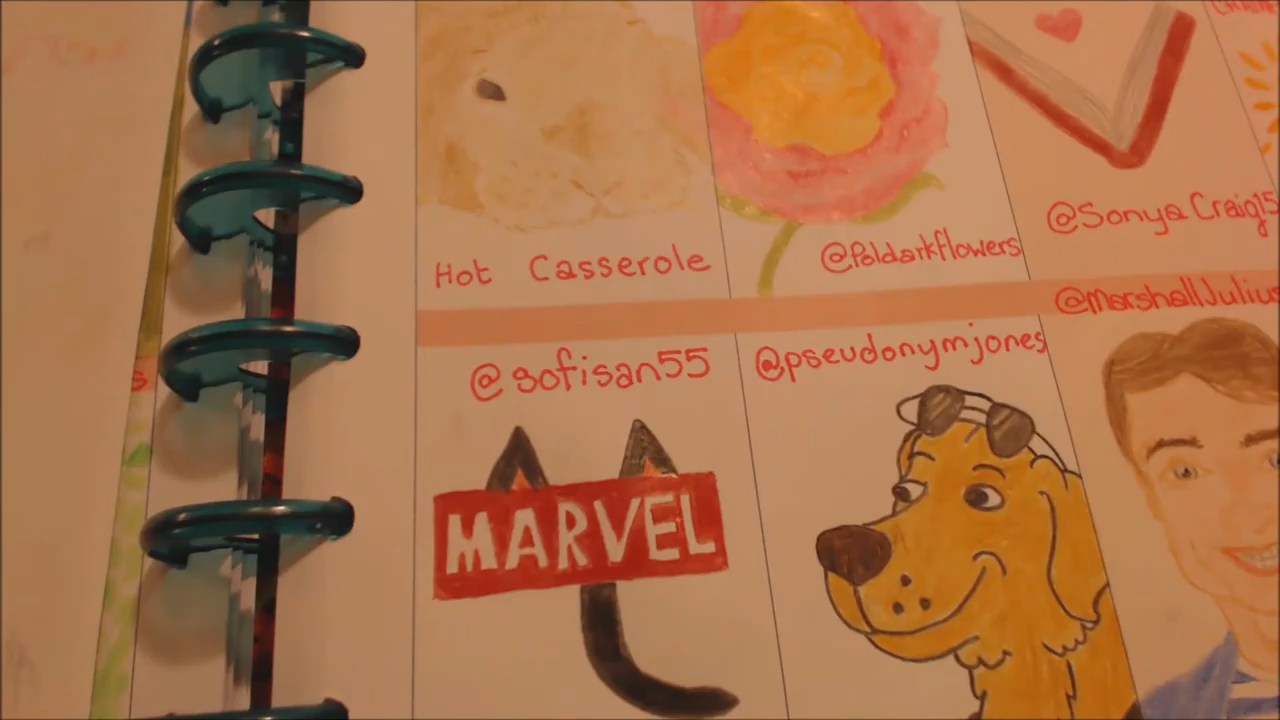 Hot Casserole
@poldarkflowers
@SonyaCraig15
@sofisan55
@pseudonymjones
@MarshallJulius
MARVEL